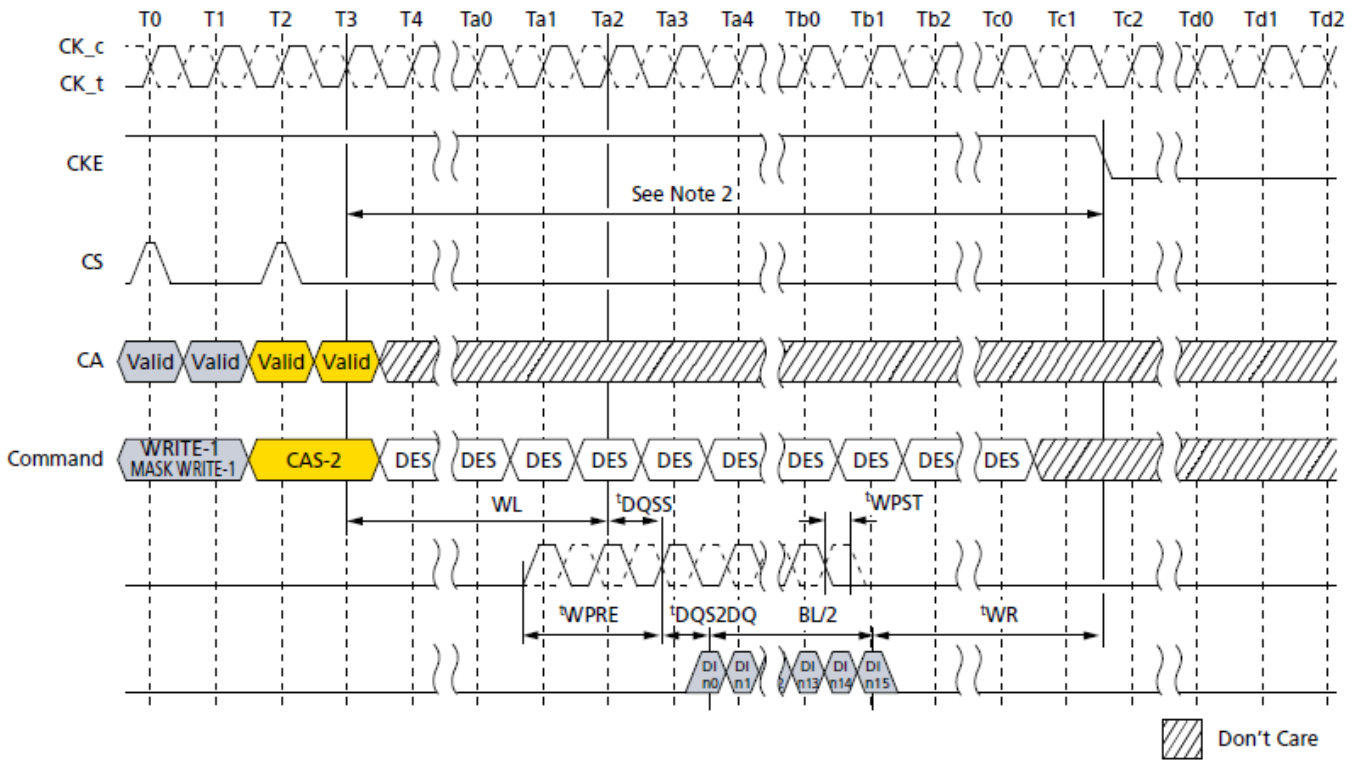 T0 T1 T2 T3 T4 Ta0 Ta1 Ta2 Ta3 Ta4 Tb0 Tb1 Tb2 Tc0 Tc1 Tc2 Td0 Td1 Td2
CK_c
CK_t
CKE
See Note 2
CS
CA Valid Valid Valid Valid
Command WRITE-1 MASK WRITE-1 CAS-2 DES DES DES DES DES DES DES DES DES DES
WL tDQSS tWPST
tWPRE tDQS2DQ BL/2 tWR
DI n0 DI n1 DI n13 DI n14 DI n15
Don't Care